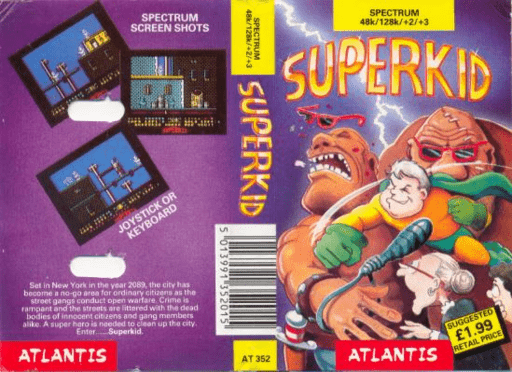 SPECTRUM
SCREEN SHOTS
JOYSTICK OR
KEYBOARD
Set in New York in the year 2089, the city has
become a no-go area for ordinary citizens as the
street gangs conduct open warfare. Crime is
rampant and the streets are littered with the dead
bodies of innocent citizens and gang members
alike. A super hero is needed to clean up the city.
Enter.....Superkid.
ATLANTIS
SPECTRUM
48k/128k/+2/+3
SUPERKID
5 013991 352015
AT 352
SPECTRUM
48k/128k/+2/+3
SUPERKID
SUGGESTED
£1.99
RETAIL PRICE
ATLANTIS